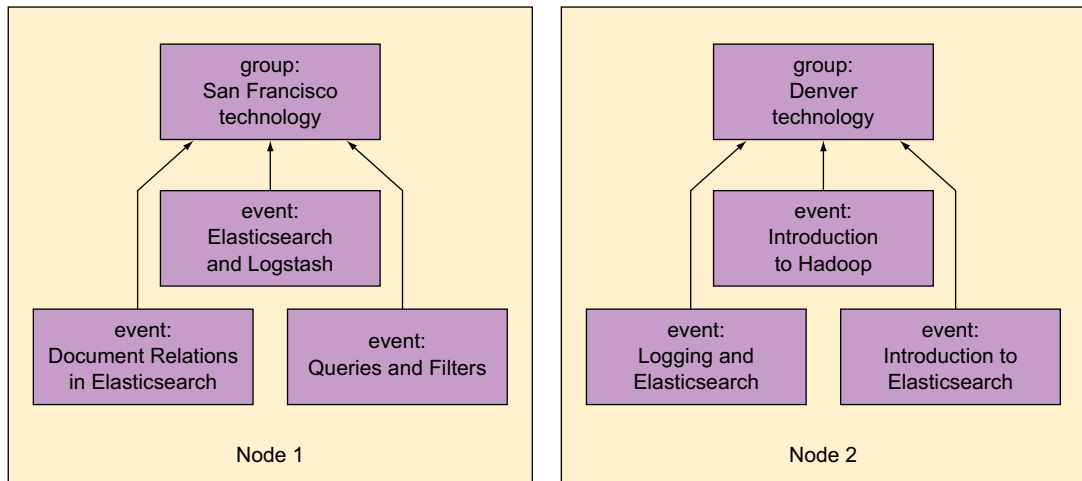 group:
San Francisco
technology
event:
Elasticsearch
and Logstash
event:
Document Relations
in Elasticsearch
event:
Queries and Filters
Node 1
group:
Denver
technology
event:
Introduction
to Hadoop
event:
Logging and
Elasticsearch
event:
Introduction to
Elasticsearch
Node 2